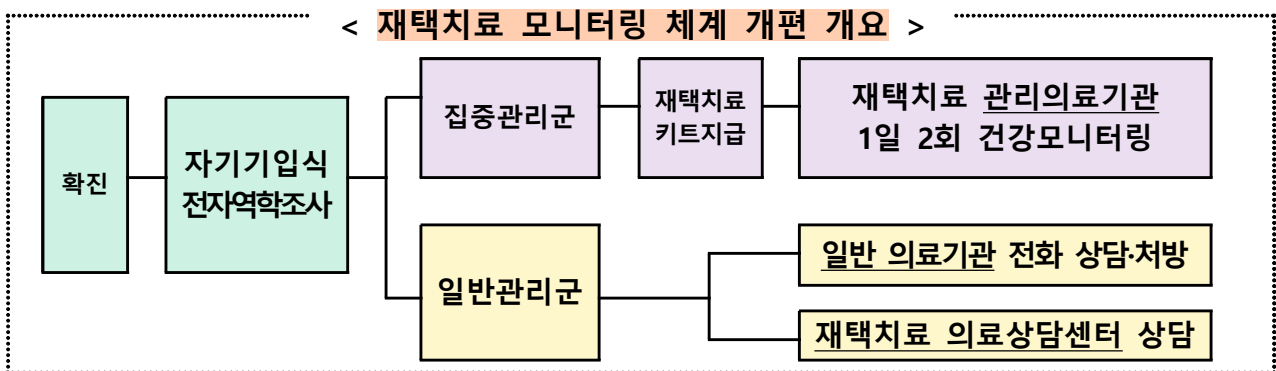 < 재택치료 모니터링 체계 개편 개요 >
확진
자기기입식
전자역학조사
집중관리군
재택치료
키트지급
재택치료 관리의료기관
1일 2회 건강모니터링
일반관리군
일반 의료기관 전화 상담·처방
재택치료 의료상담센터 상담